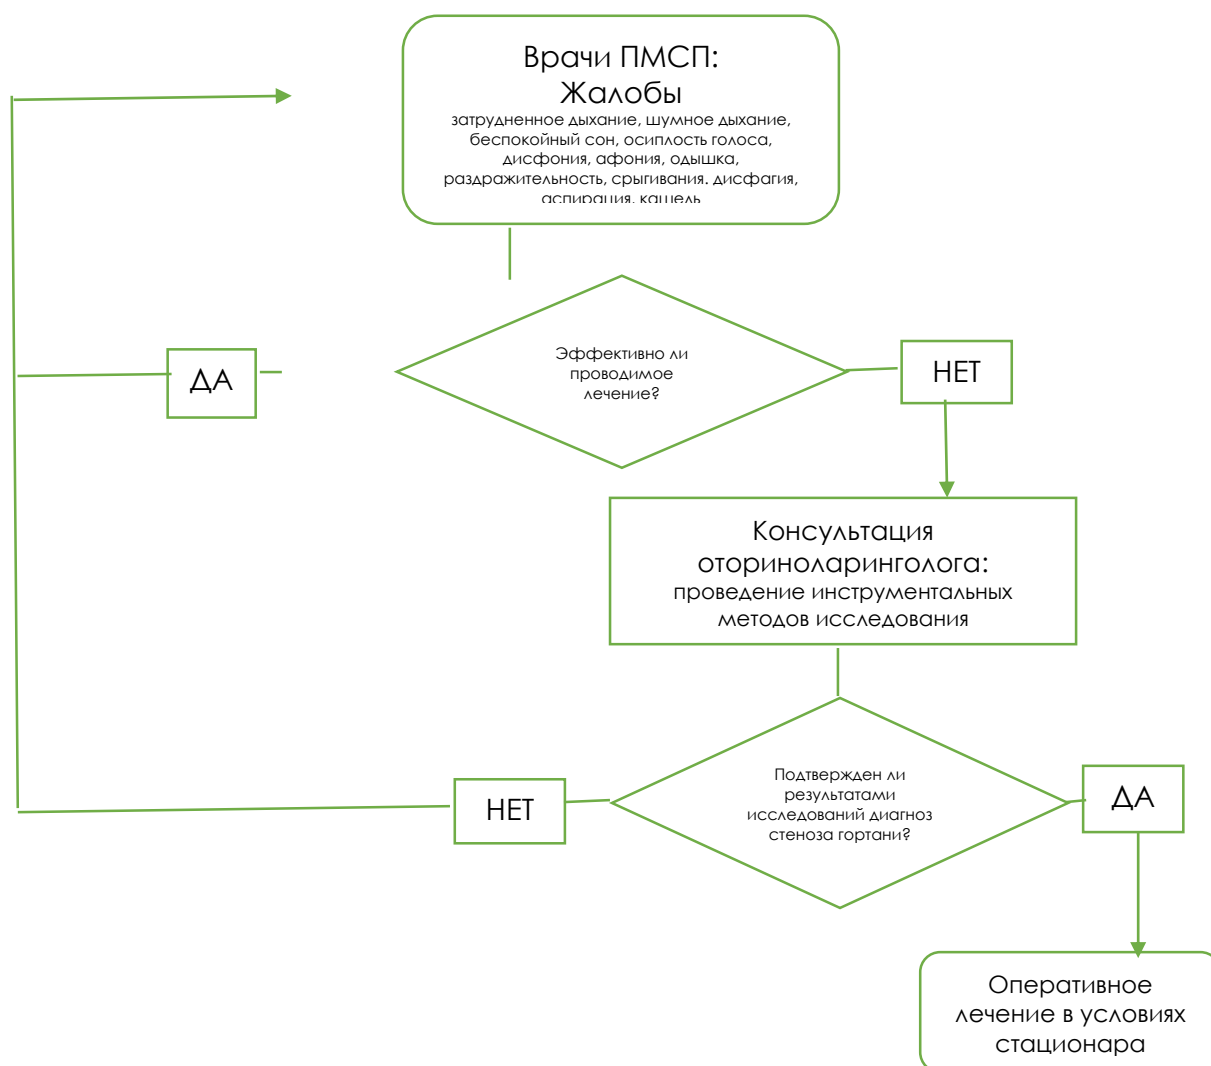 Врачи ПМСП:
Жалобы
затрудненное дыхание, шумное дыхание,
беспокойный сон, осиплость голоса,
дисфония, афония, одышка,
раздражительность, срыгивания. дисфагия,
аспирация, кашель
Эффективно ли
проводимое
лечение?
ДА
НЕТ
Консультация
оториноларинголога:
проведение инструментальных
методов исследования
Подтвержден ли
результатами
исследований диагноз
стеноза гортани?
НЕТ
ДА
Оперативное
лечение в условиях
стационара